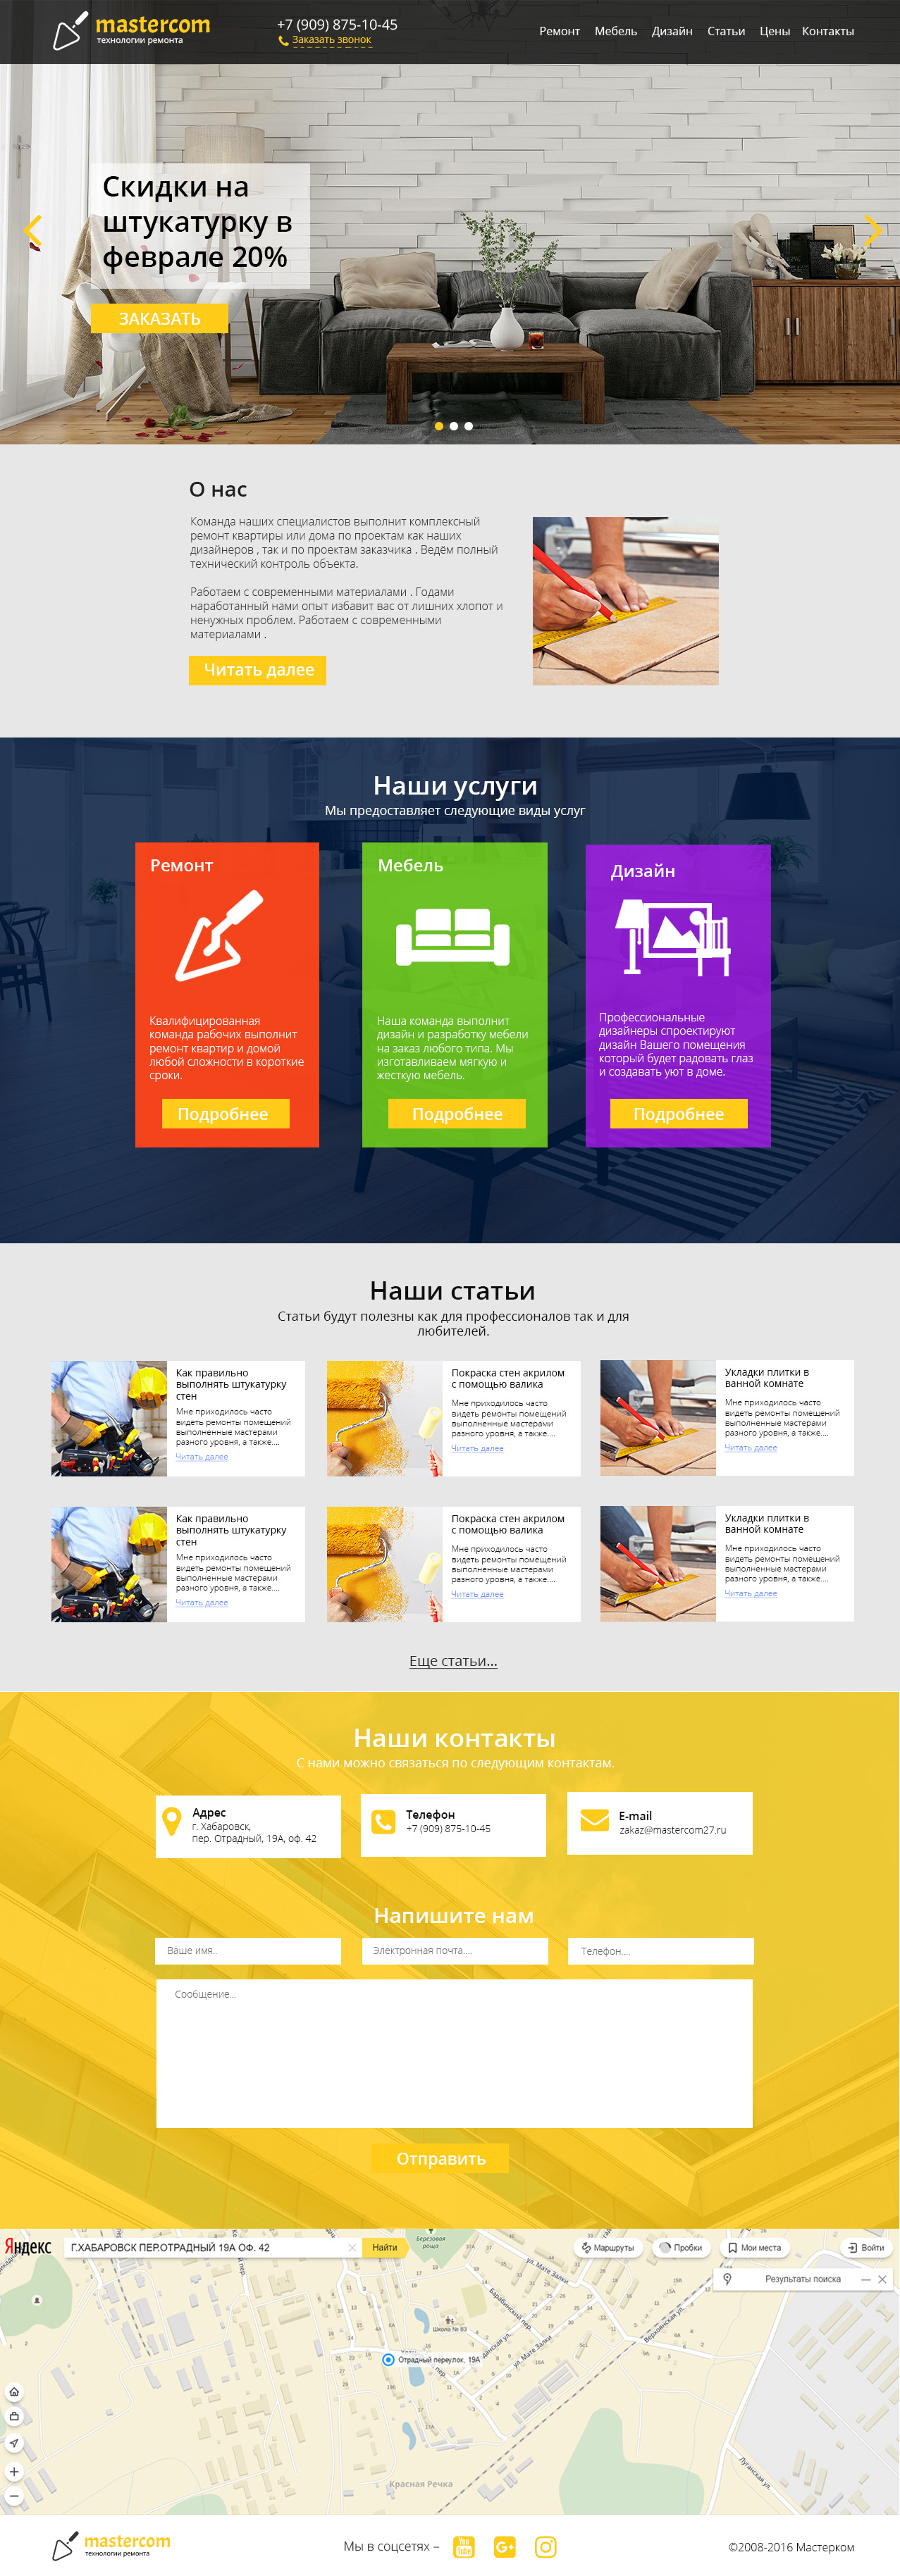 mastercom
технологии ремонта
+7 (909) 875-10-45
Заказать звонок
Ремонт Мебель Дизайн Статьи Цены Контакты
Скидки на
штукатурку в
феврале 20%
ЗАКАЗАТЬ
О нас
Команда наших специалистов выполнит комплексный
ремонт квартиры или дома по проектам как наших
дизайнеров , так и по проектам заказчика . Ведём полный
технический контроль объекта.
Работаем с современными материалами . Годами
наработанный нами опыт избавит вас от лишних хлопот и
ненужных проблем. Работаем с современными
материалами .
Читать далее
Наши услуги
Мы предоставляет следующие виды услуг
Ремонт
Квалифицированная
команда рабочих выполнит
ремонт квартир и домой
любой сложности в короткие
сроки.
Подробнее
Мебель
Наша команда выполнит
дизайн и разработку мебели
на заказ любого типа. Мы
изготавливаем мягкую и
жесткую мебель.
Подробнее
Дизайн
Профессиональные
дизайнеры спроектируют
дизайн Вашего помещения
который будет радовать глаз
и создавать уют в доме.
Подробнее
Наши статьи
Статьи будут полезны как для профессионалов так и для
любителей.
Как правильно
выполнять штукатурку
стен
Мне приходилось часто
видеть ремонты помещений
выполненные мастерами
разного уровня, а также....
Читать далее
Покраска стен акрилом
с помощью валика
Мне приходилось часто
видеть ремонты помещений
выполненные мастерами
разного уровня, а также....
Читать далее
Укладки плитки в
ванной комнате
Мне приходилось часто
видеть ремонты помещений
выполненные мастерами
разного уровня, а также....
Читать далее
Как правильно
выполнять штукатурку
стен
Мне приходилось часто
видеть ремонты помещений
выполненные мастерами
разного уровня, а также....
Читать далее
Покраска стен акрилом
с помощью валика
Мне приходилось часто
видеть ремонты помещений
выполненные мастерами
разного уровня, а также....
Читать далее
Укладки плитки в
ванной комнате
Мне приходилось часто
видеть ремонты помещений
выполненные мастерами
разного уровня, а также....
Читать далее
Еще статьи...
Наши контакты
С нами можно связаться по следующим контактам.
Адрес
г. Хабаровск,
пер. Отрадный, 19А, оф. 42
Телефон
+7 (909) 875-10-45
E-mail
zakaz@mastercom27.ru
Напишите нам
Ваше имя..
Электронная почта....
Телефон....
Сообщение...
Отправить
Яндекс
Г.ХАБАРОВСК ПЕР.ОТРАДНЫЙ 19А ОФ. 42
Найти
Березовая
роща
Маршруты
Пробки
Мои места
Войти
Результаты поиска
ул. Мате Залки
Барабинский пер.
Верхояная ул.
Школа № 83
ул. Мате Залки
Отрадный переулок, 19А
Луганская ул.
Красная Речка
mastercom
технологии ремонта
Мы в соцсетях –
You
Tube
G+
©2008-2016 Мастерком